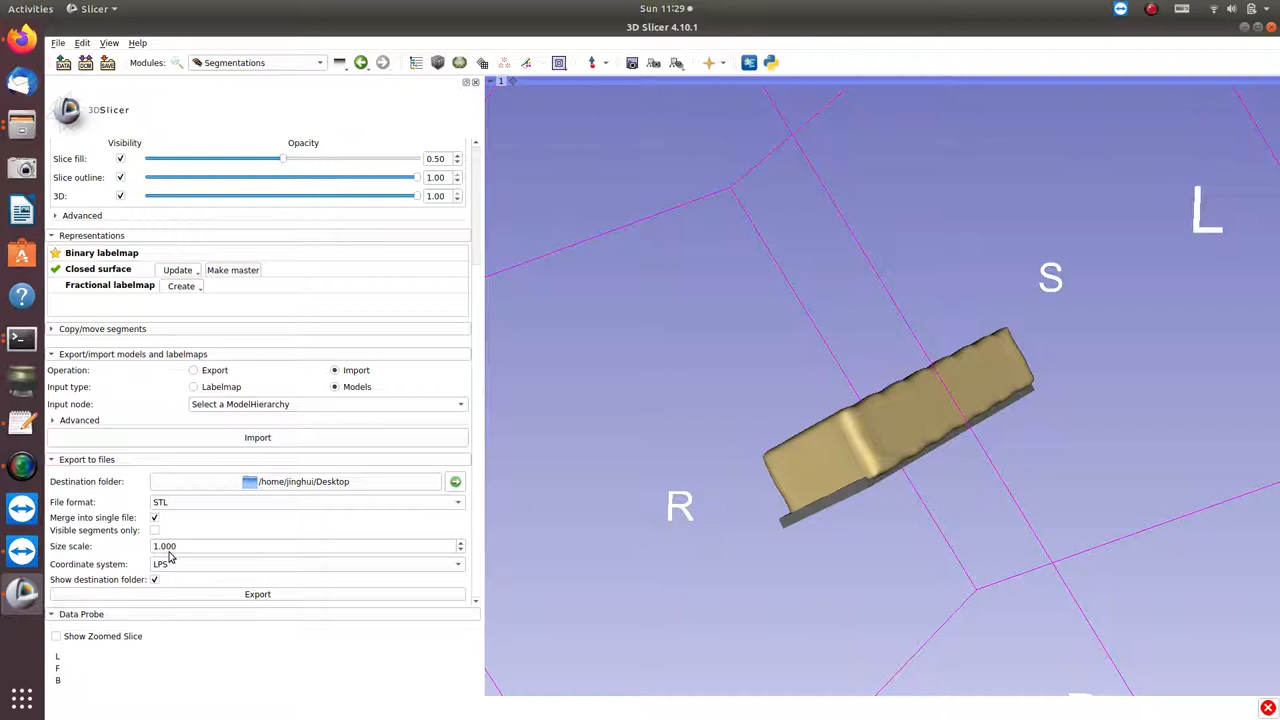 Activities
Slicer
Sun 11:29
3D Slicer 4.10.1
File Edit View Help
DATA
DCM
SAVE
Modules:
Segmentations
1
3DSlicer
Visibility Opacity
Slice fill: 0.50
Slice outline: 1.00
3D: 1.00
Advanced
Representations
Binary labelmap
Closed surface Update Make master
Fractional labelmap Create
Copy/move segments
Export/import models and labelmaps
Operation: Export Import
Input type: Labelmap Models
Input node: Select a ModelHierarchy
Advanced
Import
Export to files
Destination folder: /home/jinghui/Desktop
File format: STL
Merge into single file:
Visible segments only:
Size scale: 1.000
Coordinate system: LPS
Show destination folder:
Export
Data Probe
Show Zoomed Slice
L
F
B
L
S
R